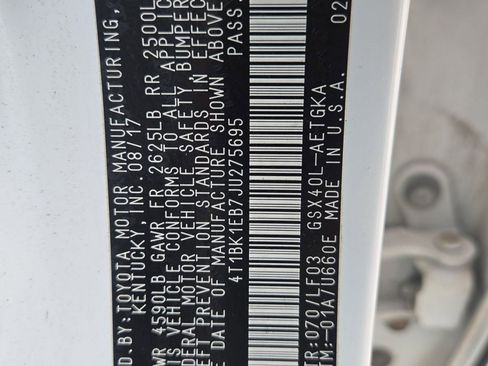 D.BY:TOYOTA MOTOR MANUFACTURING,
KENTUCKY, INC 08/17
WR 4590LB GAWR FR 2625LB RR 2500L
IS VEHICLE CONFORMS TO ALL APPLIC
DERAL MOTOR VEHICLE SAFETY, BUMPER
EFT PREVENTION STANDARDS IN EFFEC
E DATE OF MANUFACTURE SHOWN ABOVE
4T1BK1EB7JU275695 PASS
TR:070/LF03 GSX40L-AETGKA
TM:-01A/U660E MADE IN U.S.A. 02